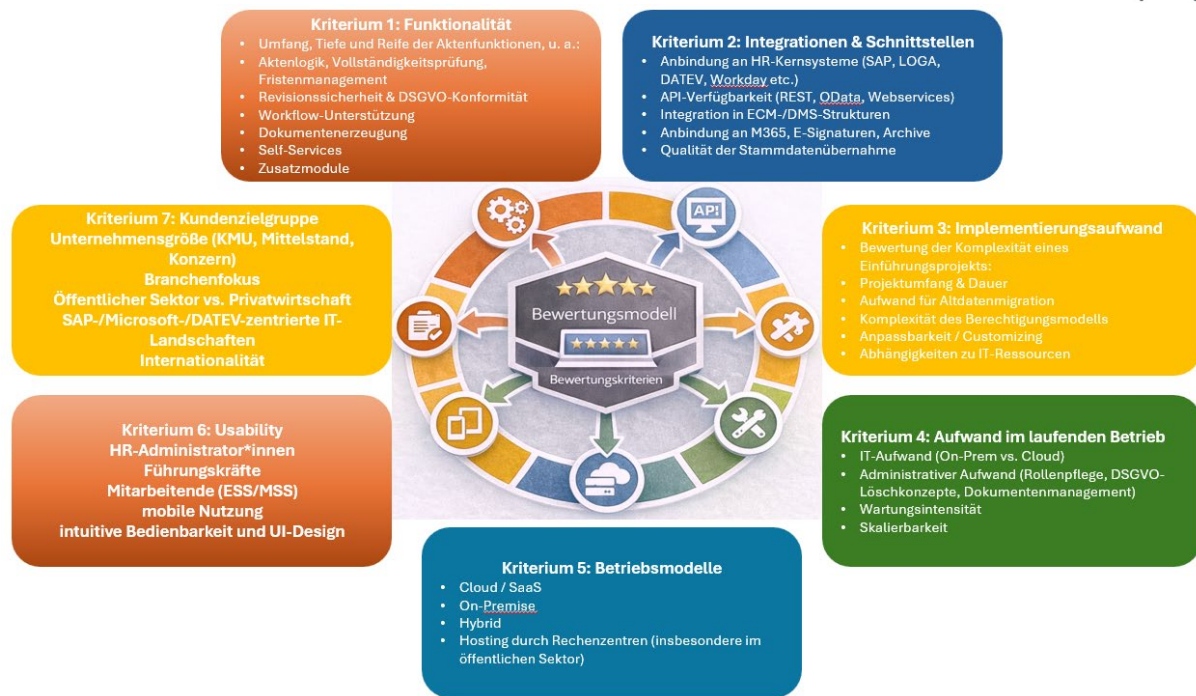 Kriterium 1: Funktionalität
• Umfang, Tiefe und Reife der Aktenfunktionen, u. a.:
• Aktenlogik, Vollständigkeitsprüfung,
Fristenmanagement
• Revisionssicherheit & DSGVO-Konformität
• Workflow-Unterstützung
• Dokumentenerzeugung
• Self-Services
• Zusatzmodule
Kriterium 2: Integrationen & Schnittstellen
• Anbindung an HR-Kernsysteme (SAP, LOGA,
DATEV, Workday etc.)
• API-Verfügbarkeit (REST, OData, Webservices)
• Integration in ECM-/DMS-Strukturen
• Anbindung an M365, E-Signaturen, Archive
• Qualität der Stammdatenübernahme
Kriterium 7: Kundenzielgruppe
Unternehmensgröße (KMU, Mittelstand,
Konzern)
Branchenfokus
Öffentlicher Sektor vs. Privatwirtschaft
SAP-/Microsoft-/DATEV-zentrierte IT-
Landschaften
Internationalität
API
Bewertungsmodell
Bewertungskriterien
Kriterium 3: Implementierungsaufwand
• Bewertung der Komplexität eines
Einführungsprojekts:
• Projektumfang & Dauer
• Aufwand für Altdatenmigration
• Komplexität des Berechtigungsmodells
• Anpassbarkeit / Customizing
• Abhängigkeiten zu IT-Ressourcen
Kriterium 6: Usability
HR-Administrator*innen
Führungskräfte
Mitarbeitende (ESS/MSS)
mobile Nutzung
intuitive Bedienbarkeit und UI-Design
Kriterium 4: Aufwand im laufenden Betrieb
• IT-Aufwand (On-Prem vs. Cloud)
• Administrativer Aufwand (Rollenpflege, DSGVO-
Löschkonzepte, Dokumentenmanagement)
• Wartungsintensität
• Skalierbarkeit
Kriterium 5: Betriebsmodelle
• Cloud / SaaS
• On-Premise
• Hybrid
• Hosting durch Rechenzentren (insbesondere im
öffentlichen Sektor)